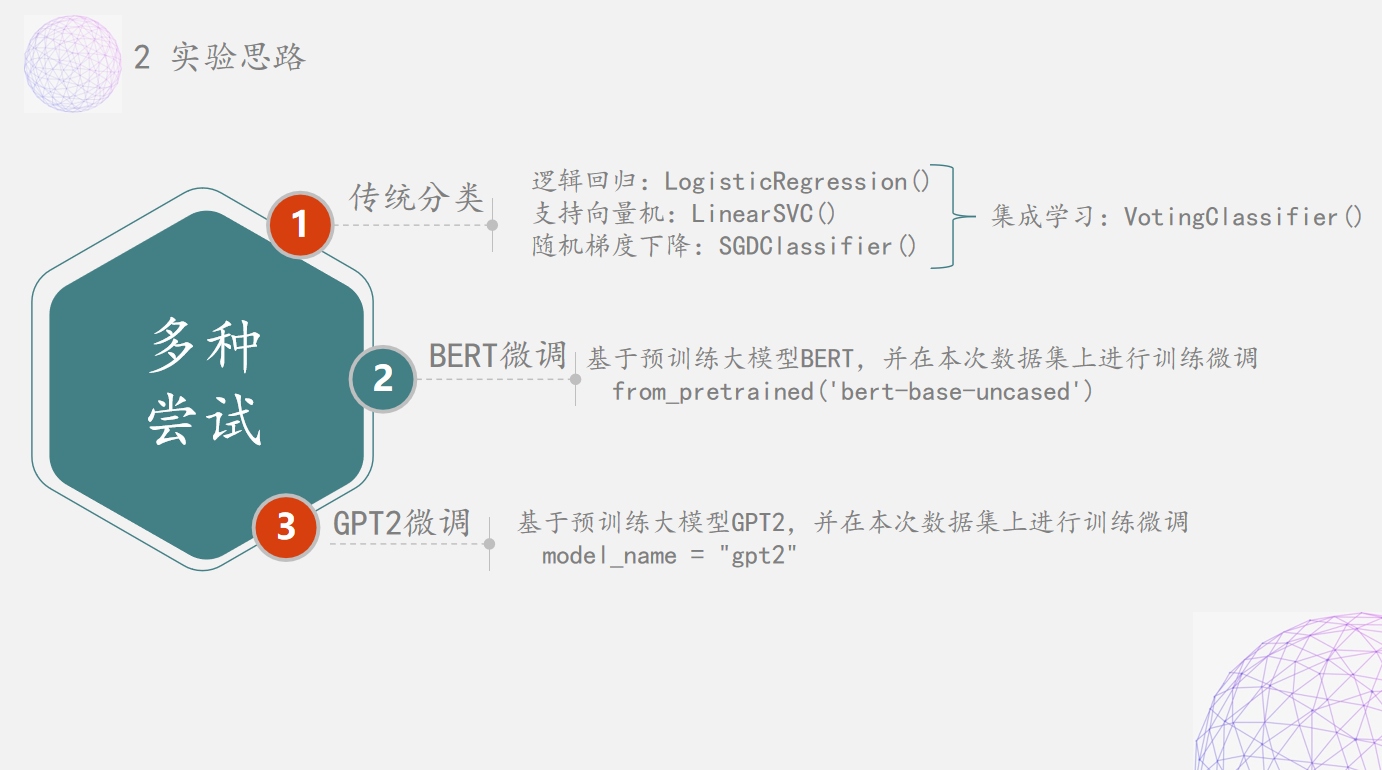 2 实验思路
多种
尝试
1
传统分类
逻辑回归：LogisticRegression()
支持向量机：LinearSVC()
随机梯度下降：SGDClassifier()
集成学习：VotingClassifier()
2
BERT微调
基于预训练大模型BERT，并在本次数据集上进行训练微调
from_pretrained('bert-base-uncased')
3
GPT2微调
基于预训练大模型GPT2，并在本次数据集上进行训练微调
model_name = "gpt2"